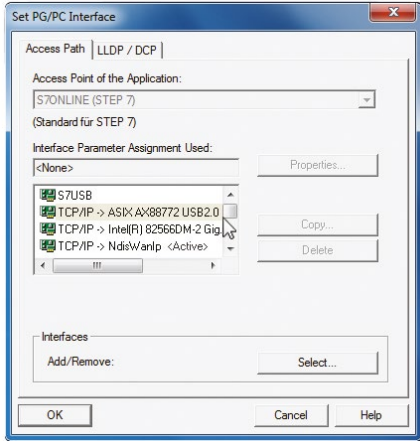 Set PG/PC Interface
Access Path
LLDP / DCP
Access Point of the Application:
S7ONLINE (STEP 7)
(Standard für STEP 7)
Interface Parameter Assignment Used:
<None>
Properties...
S7USB
TCP/IP -> ASIX AX88772 USB2.0
TCP/IP -> Intel(R) 82566DM-2 Gig
TCP/IP -> NdisWanIp <Active>
Copy...
Delete
Interfaces
Add/Remove:
Select...
OK
Cancel
Help